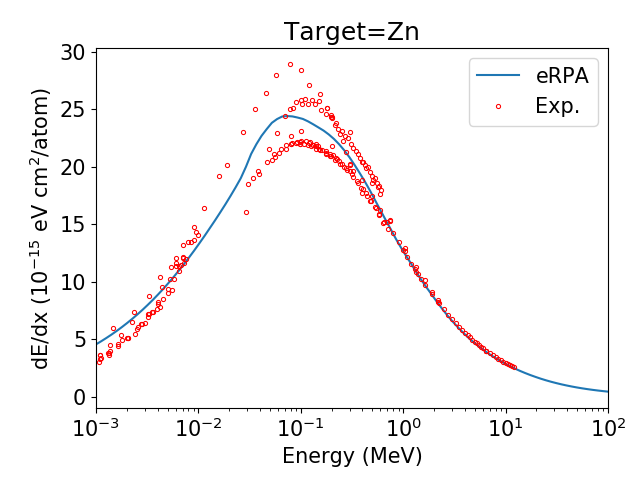 Target=Zn
30
25
20
15
10
5
0
dE/dx (10⁻¹⁵ eV cm²/atom)
eRPA
Exp.
10⁻³ 10⁻² 10⁻¹ 10⁰ 10¹ 10²
Energy (MeV)